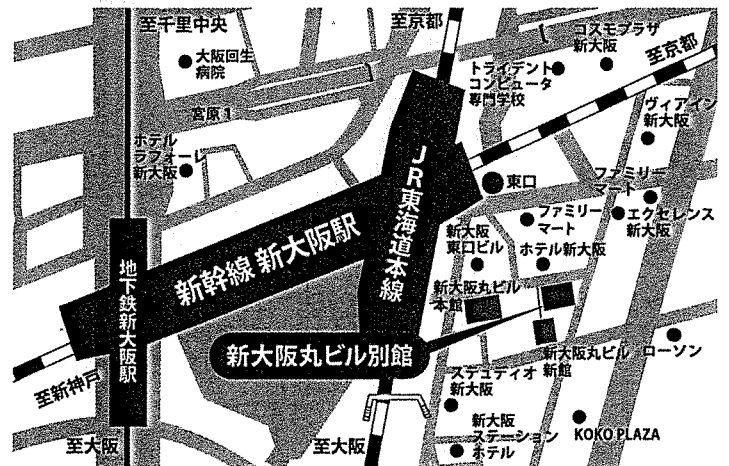 至千里中央
大阪回生
病院
至京都
コスモプラザ
新大阪
至京都
トライデント
コンピュータ
専門学校
宮原1
ヴィアイン
新大阪
ホテル
ラフォーレ
新大阪
JR東海道本線
東口
ファミリー
マート
ファミリー
マート
エクセレンス
新大阪
新大阪
東口ビル
ホテル新大阪
新幹線 新大阪駅
地下鉄新大阪駅
新大阪丸ビル
本館
新大阪丸ビル別館
新大阪丸ビル
新館
ローソン
至新神戸
ステュディオ
新大阪
新大阪
ステーション
ホテル
KOKO PLAZA
至大阪
至大阪